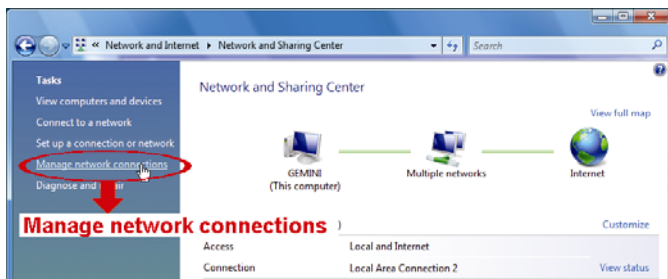 « Network and Internet ▸ Network and Sharing Center
Search
Tasks
View computers and devices
Connect to a network
Set up a connection or network
Manage network connections
Diagnose and
Network and Sharing Center
View full map
GEMINI
(This computer)
Multiple networks
Internet
Manage network connections
)
Customize
Access
Local and Internet
Connection
Local Area Connection 2
View status